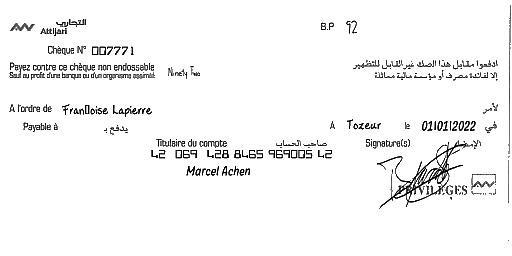 التجاري
Attijari
B.P 92
Chèque N° 007771
Payez contre ce chèque non endossable
Sauf au profit d'une banque ou d'un organisme assimilé
Ninety Two
ادفعوا مقابل هذا الصك غير القابل للتظهير
إلا لفائدة مصرف أو مؤسسة مالية مماثلة
A l'ordre de Fran▯oise Lapierre
لأمر
Payable à
يدفع بـ
A Tozeur le 01/01/2022 في
Titulaire du compte صاحب الحساب
Signature(s) الإمضاء
42 069 428 8465 969005 42
Marcel Achen
PRIVILEGES